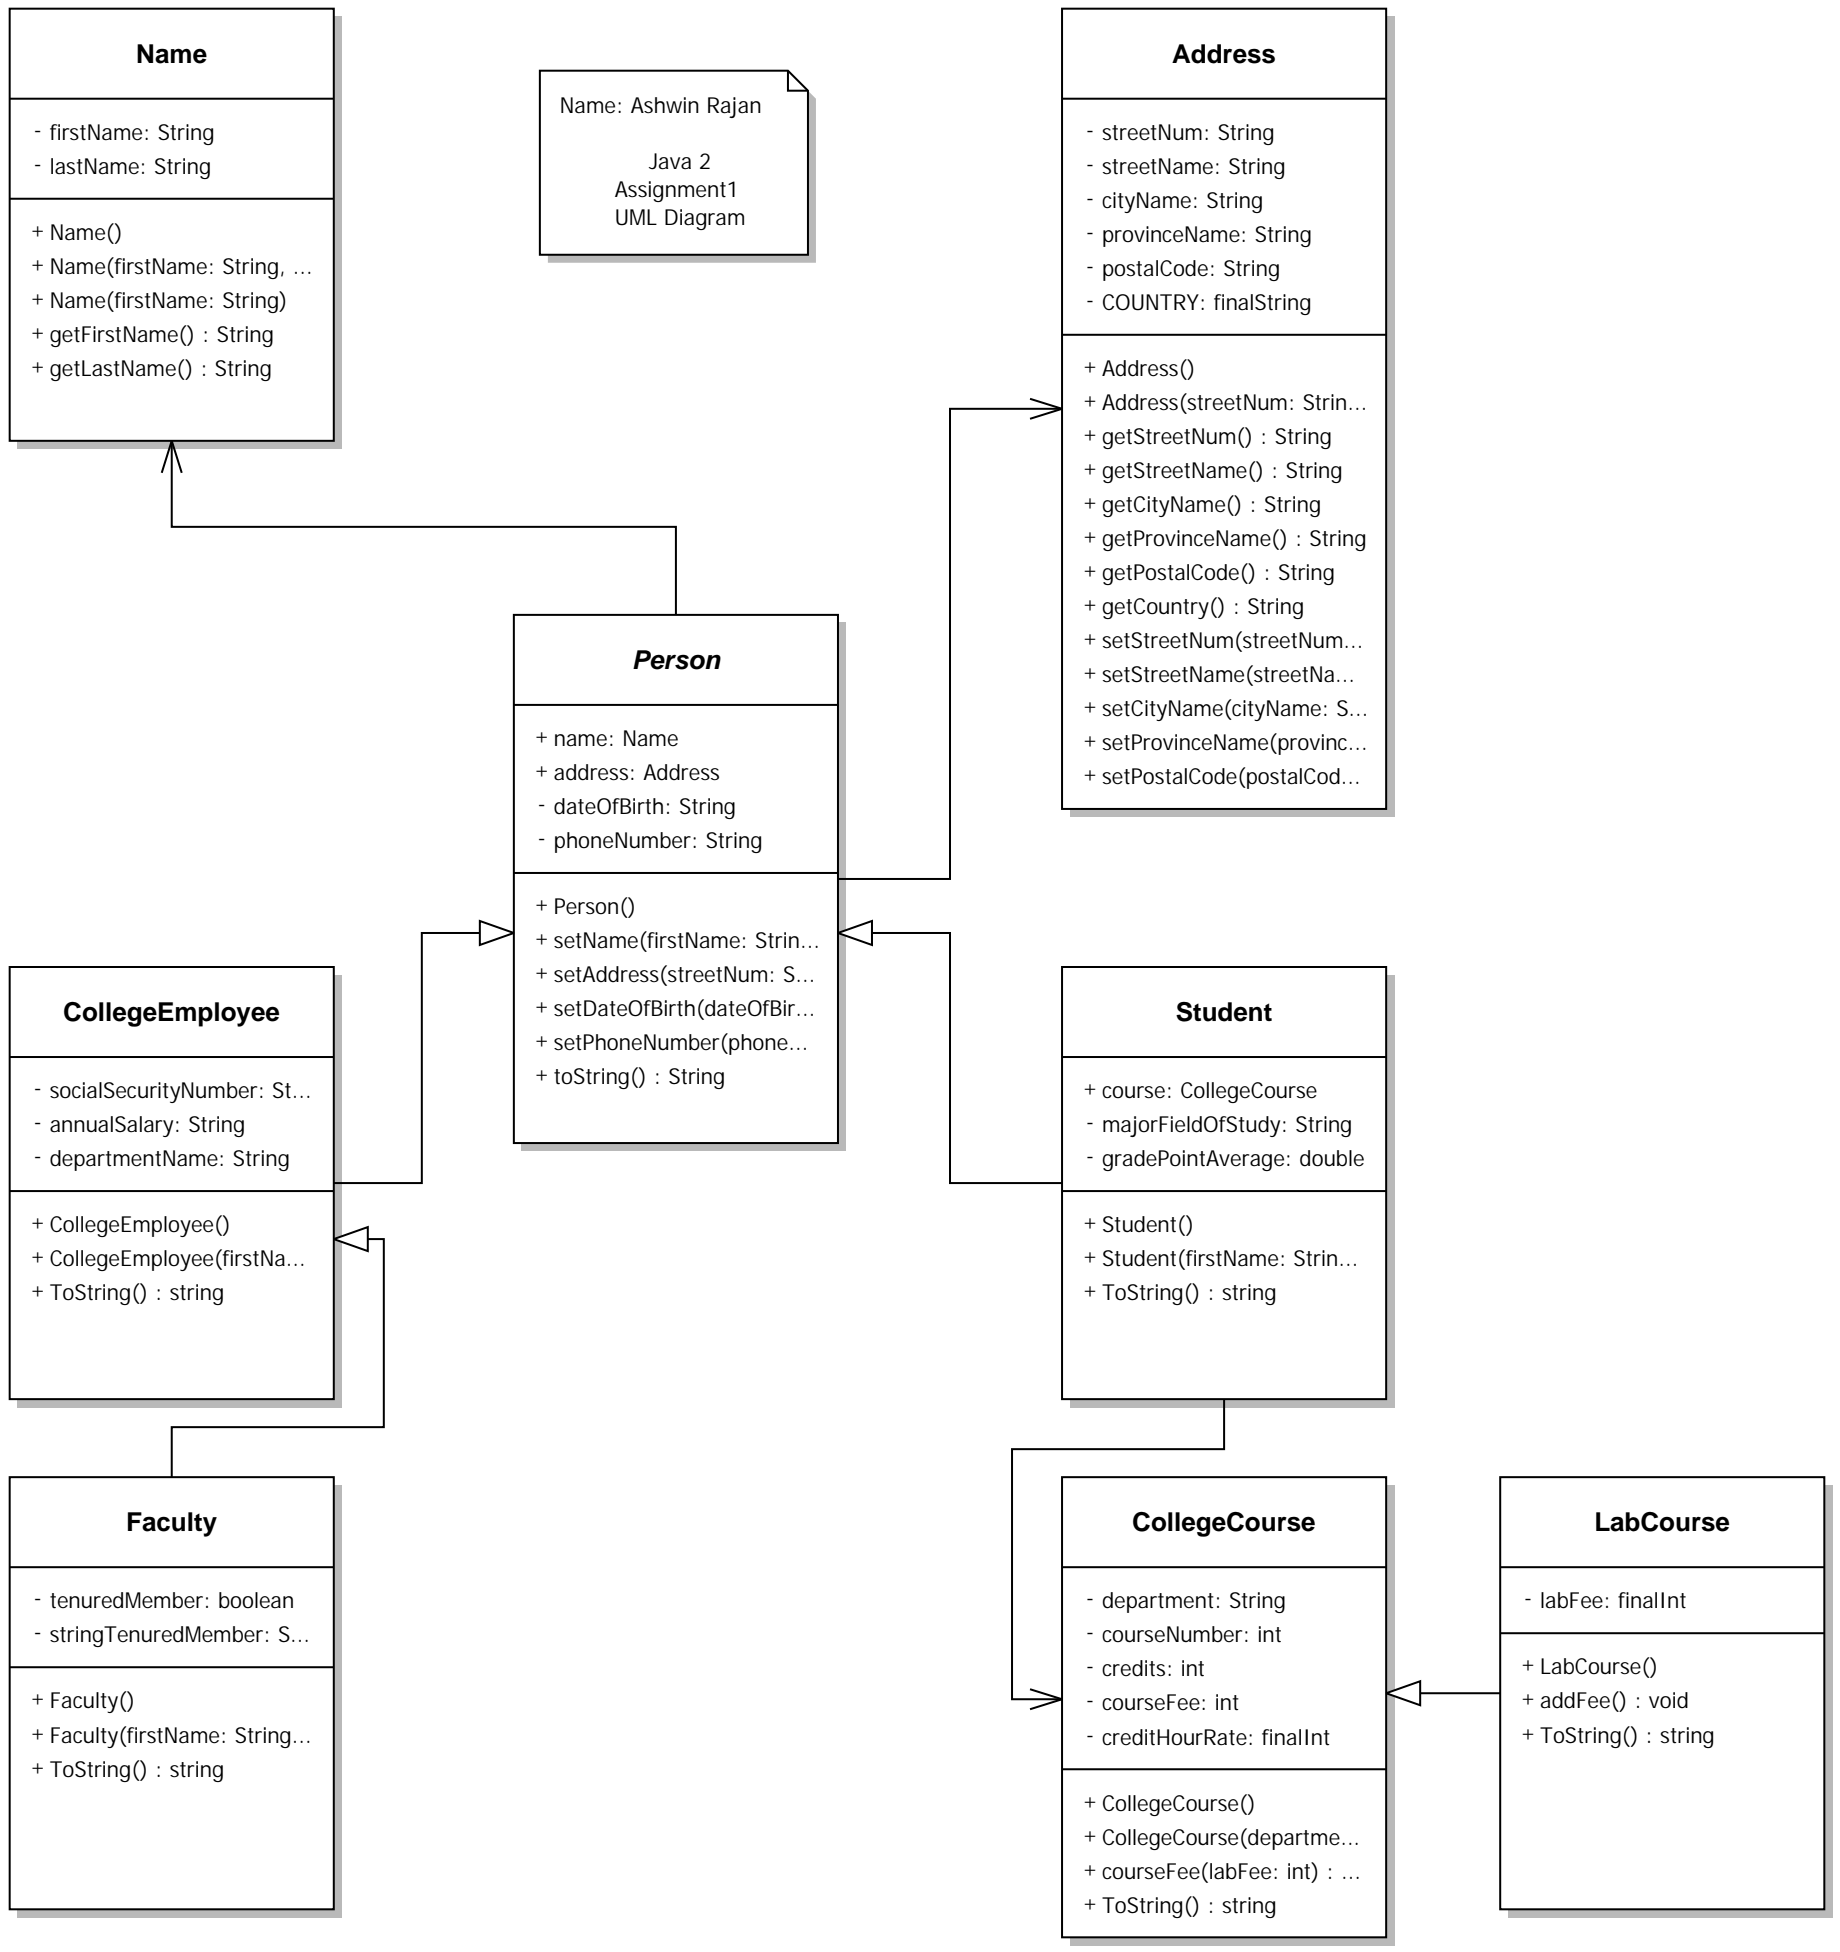 Name
- firstName: String
- lastName: String
+ Name()
+ Name(firstName: String, ...
+ Name(firstName: String)
+ getFirstName() : String
+ getLastName() : String
Name: Ashwin Rajan
Java 2
Assignment1
UML Diagram
Address
- streetNum: String
- streetName: String
- cityName: String
- provinceName: String
- postalCode: String
- COUNTRY: finalString
+ Address()
+ Address(streetNum: Strin...
+ getStreetNum() : String
+ getStreetName() : String
+ getCityName() : String
+ getProvinceName() : String
+ getPostalCode() : String
+ getCountry() : String
+ setStreetNum(streetNum...
+ setStreetName(streetNa...
+ setCityName(cityName: S...
+ setProvinceName(provinc...
+ setPostalCode(postalCod...
Person
+ name: Name
+ address: Address
- dateOfBirth: String
- phoneNumber: String
+ Person()
+ setName(firstName: Strin...
+ setAddress(streetNum: S...
+ setDateOfBirth(dateOfBir...
+ setPhoneNumber(phone...
+ toString() : String
CollegeEmployee
- socialSecurityNumber: St...
- annualSalary: String
- departmentName: String
+ CollegeEmployee()
+ CollegeEmployee(firstNa...
+ ToString() : string
Student
+ course: CollegeCourse
- majorFieldOfStudy: String
- gradePointAverage: double
+ Student()
+ Student(firstName: Strin...
+ ToString() : string
Faculty
- tenuredMember: boolean
- stringTenuredMember: S...
+ Faculty()
+ Faculty(firstName: String...
+ ToString() : string
CollegeCourse
- department: String
- courseNumber: int
- credits: int
- courseFee: int
- creditHourRate: finalInt
+ CollegeCourse()
+ CollegeCourse(departme...
+ courseFee(labFee: int) : ...
+ ToString() : string
LabCourse
- labFee: finalInt
+ LabCourse()
+ addFee() : void
+ ToString() : string